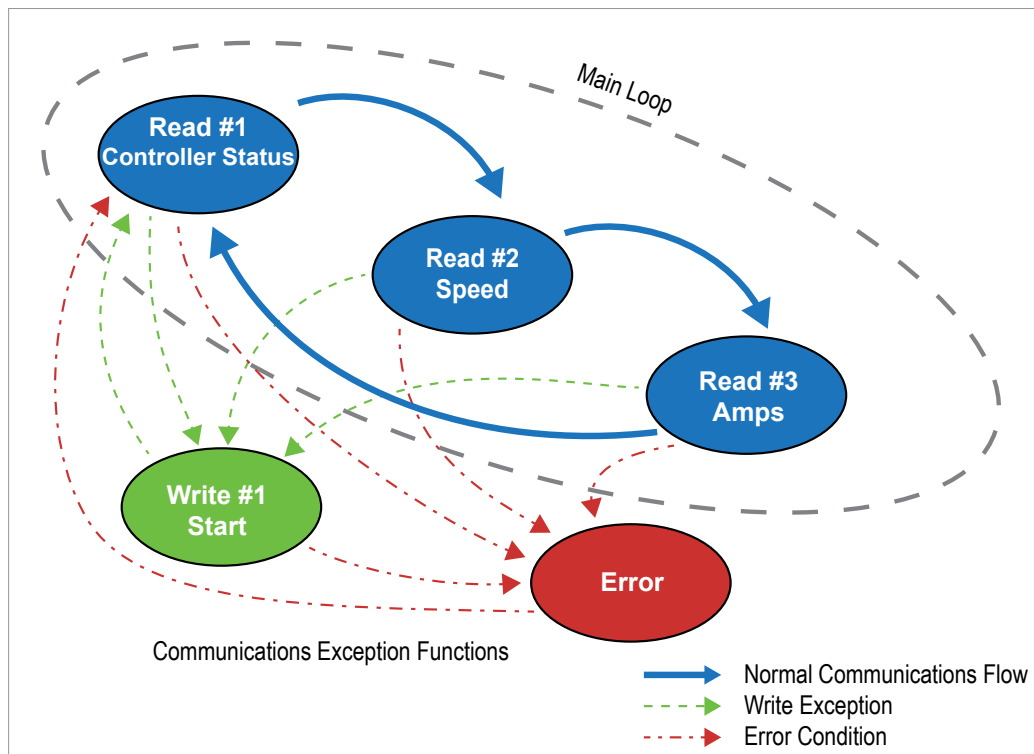 Main Loop
Read #1
Controller Status
Read #2
Speed
Read #3
Amps
Write #1
Start
Error
Communications Exception Functions
Normal Communications Flow
Write Exception
Error Condition